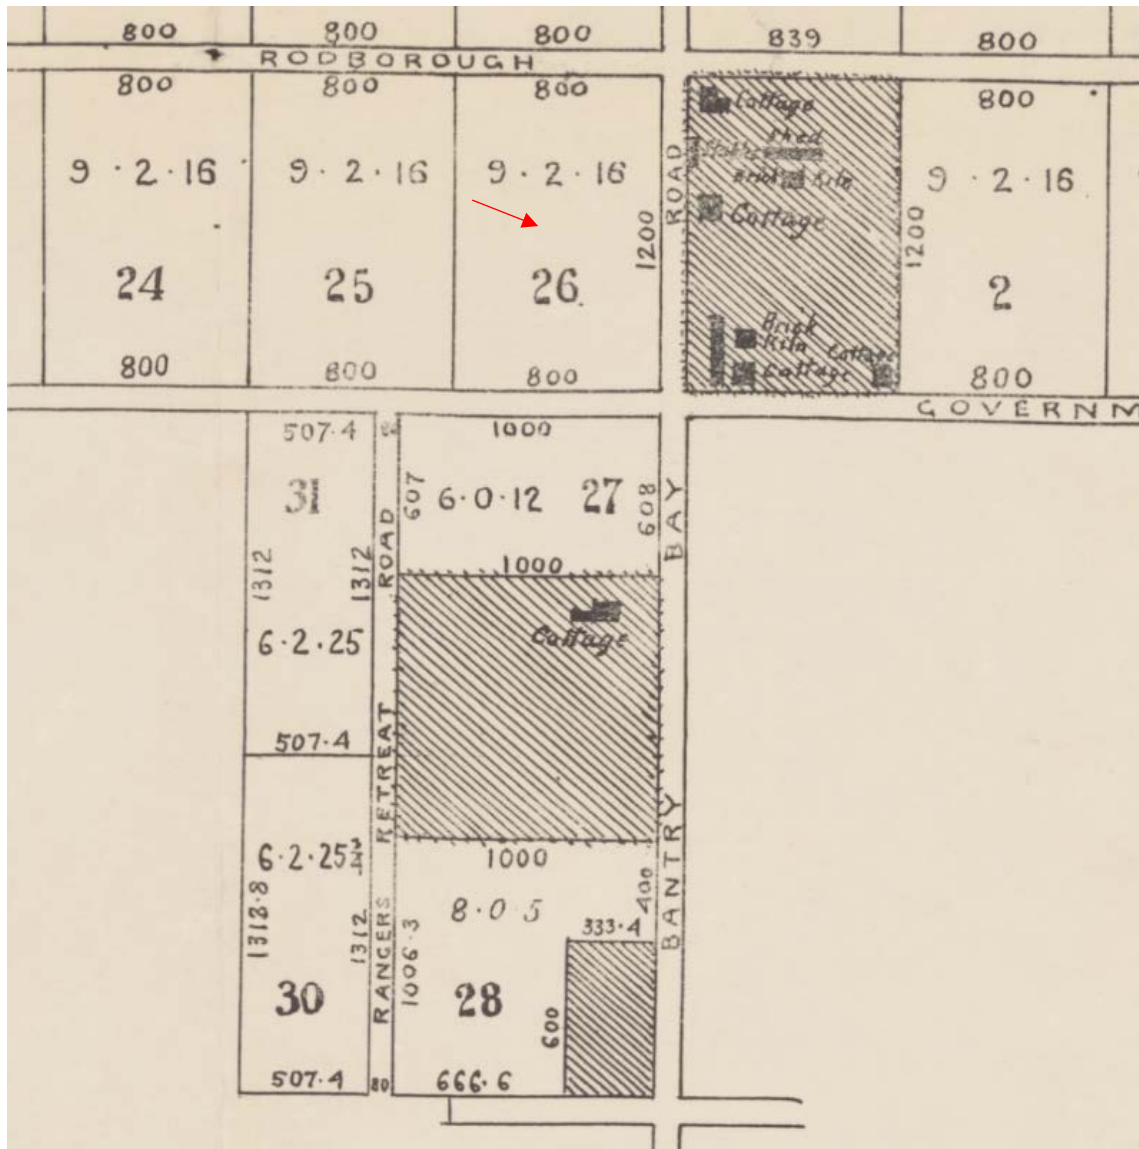 800 800 800 839 800
RODBOROUGH
800 800 800 Cottage 800
Shed
9 · 2 · 16 9 · 2 · 16 9 · 2 · 16 Brick Kiln 9 · 2 · 16
ROAD
Cottage
1200 1200
24 25 26 2
Brick
Kiln Cottage
800 800 800 Cottage 800
GOVERNM
507·4 80 1000
31 607 6·0·12 27 608
BANTRY BAY
1312 1312 1000
RANGERS RETREAT ROAD
6·2·25 Cottage
507·4
6·2·25¾ 1000
8·0·5 400
1313·8 1312 1006·3 333·4
30 28 600
507·4 80 666·6